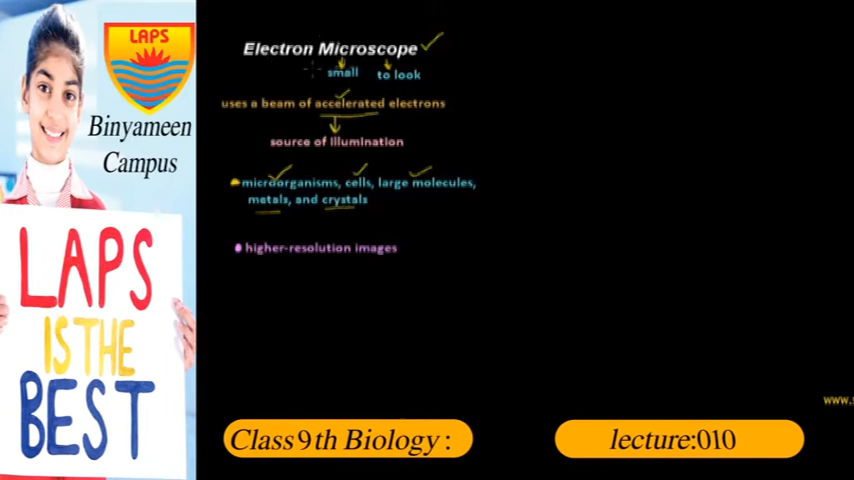 LAPS
Binyameen
Campus
LAPS
IS THE
BEST
Electron Microscope
small to look
uses a beam of accelerated electrons
source of illumination
microorganisms, cells, large molecules,
metals, and crystals
higher-resolution images
www.s
Class 9th Biology :
lecture:010